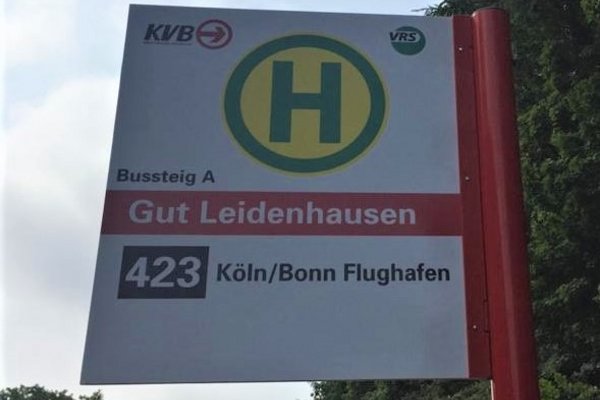 KVB
VRS
H
Bussteig A
Gut Leidenhausen
423 Köln/Bonn Flughafen